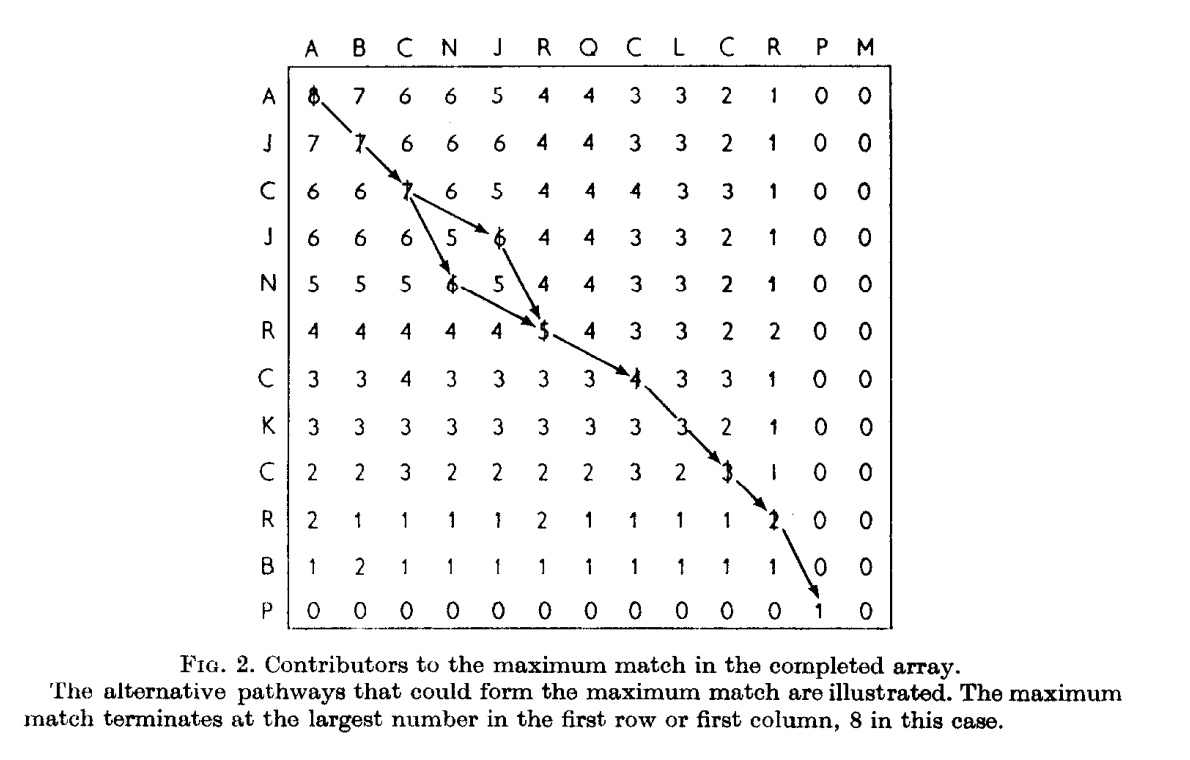 A B C N J R Q C L C R P M
A 8 7 6 6 5 4 4 3 3 2 1 0 0
J 7 7 6 6 6 4 4 3 3 2 1 0 0
C 6 6 7 6 5 4 4 4 3 3 1 0 0
J 6 6 6 5 6 4 4 3 3 2 1 0 0
N 5 5 5 6 5 4 4 3 3 2 1 0 0
R 4 4 4 4 4 5 4 3 3 2 2 0 0
C 3 3 4 3 3 3 3 4 3 3 1 0 0
K 3 3 3 3 3 3 3 3 3 2 1 0 0
C 2 2 3 2 2 2 2 3 2 3 1 0 0
R 2 1 1 1 1 2 1 1 1 1 2 0 0
B 1 2 1 1 1 1 1 1 1 1 1 0 0
P 0 0 0 0 0 0 0 0 0 0 0 1 0
FIG. 2. Contributors to the maximum match in the completed array.
The alternative pathways that could form the maximum match are illustrated. The maximum
match terminates at the largest number in the first row or first column, 8 in this case.